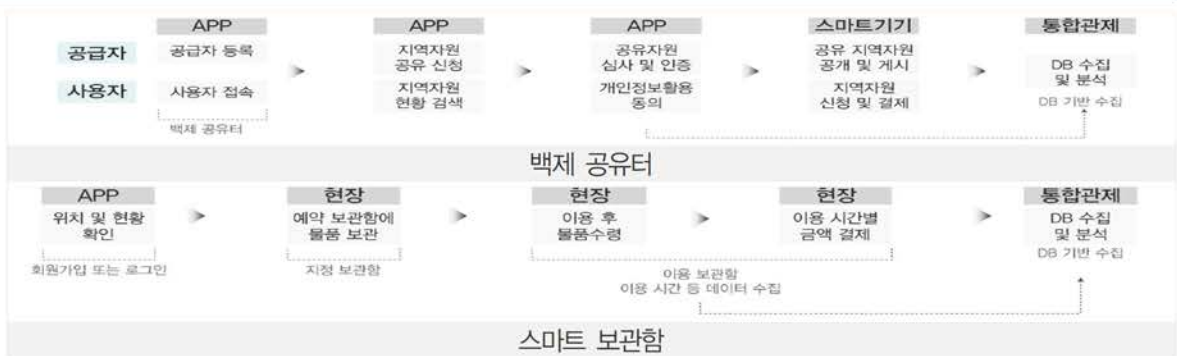 APP APP APP 스마트기기 통합관제
공급자 공급자 등록 지역자원 공유 신청 공유자원 심사 및 인증 공유 지역자원 공개 및 게시 DB 수집 및 분석
사용자 사용자 접속 지역자원 현황 검색 개인정보활용 동의 지역자원 신청 및 결제 DB 기반 수집
백제 공유터
백제 공유터
APP 현장 현장 현장 통합관제
위치 및 현황 예약 보관함에 이용 후 이용 시간별 DB 수집
확인 물품 보관 물품수령 금액 결제 및 분석
DB 기반 수집
회원가입 또는 로그인 지정 보관함 이용 보관함
이용 시간 등 데이터 수집
스마트 보관함